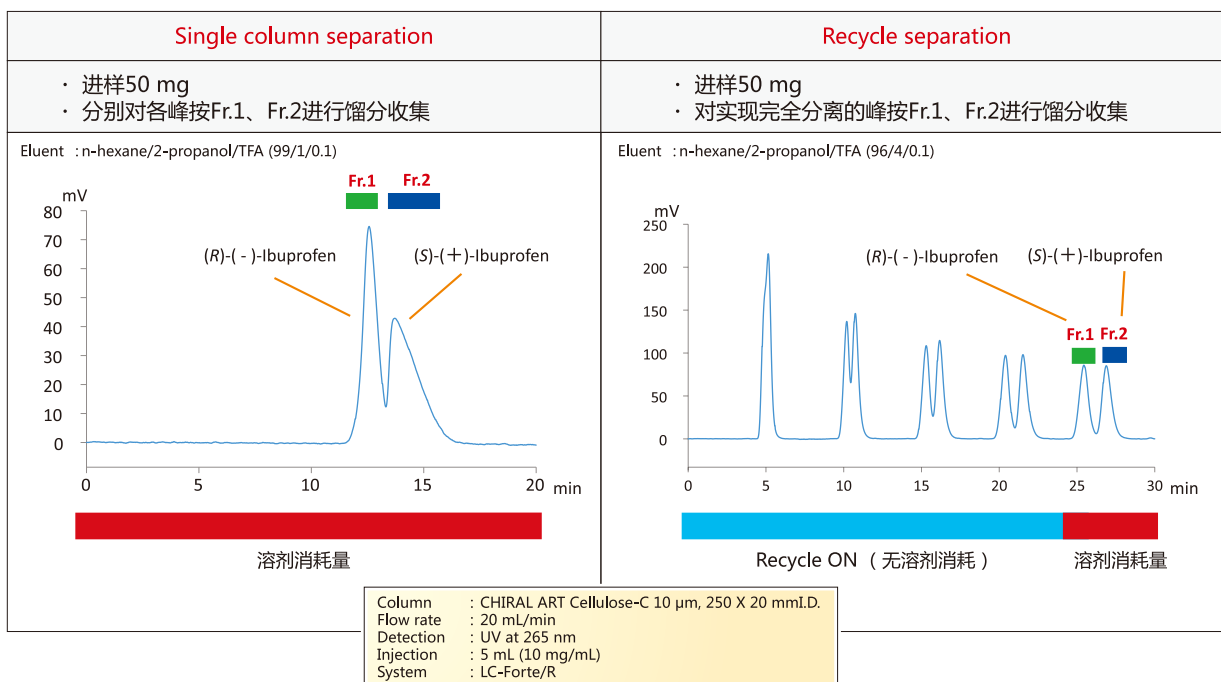 Single column separation
· 进样50 mg
· 分别对各峰按Fr.1、Fr.2进行馏分收集
Eluent : n-hexane/2-propanol/TFA (99/1/0.1)
Fr.1 Fr.2
mV
80
70
60
50
40
30
20
10
0
(R)-( - )-Ibuprofen
(S)-(+)-Ibuprofen
0 5 10 15 20 min
溶剂消耗量
Recycle separation
· 进样50 mg
· 对实现完全分离的峰按Fr.1、Fr.2进行馏分收集
Eluent : n-hexane/2-propanol/TFA (96/4/0.1)
mV
250
200
150
100
50
0
(R)-( - )-Ibuprofen
(S)-(+)-Ibuprofen
Fr.1 Fr.2
0 5 10 15 20 25 30 min
Recycle ON ( 无溶剂消耗 ) 溶剂消耗量
Column : CHIRAL ART Cellulose-C 10 μm, 250 X 20 mmI.D.
Flow rate : 20 mL/min
Detection : UV at 265 nm
Injection : 5 mL (10 mg/mL)
System : LC-Forte/R